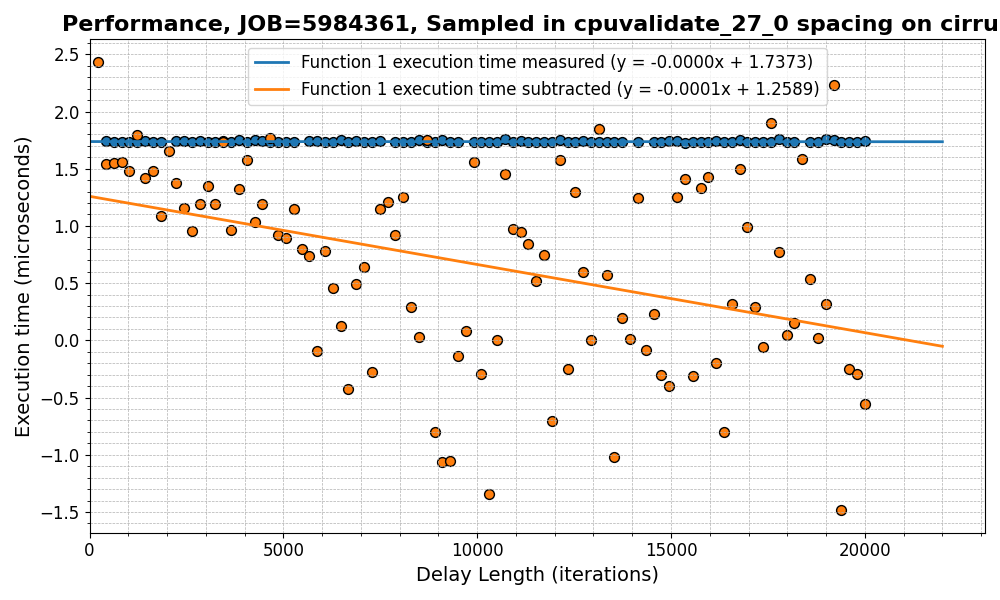 Performance, JOB=5984361, Sampled in cpuvalidate_27_0 spacing on cirru
Function 1 execution time measured (y = -0.0000x + 1.7373)
Function 1 execution time subtracted (y = -0.0001x + 1.2589)
Execution time (microseconds)
2.5
2.0
1.5
1.0
0.5
0.0
−0.5
−1.0
−1.5
0 5000 10000 15000 20000
Delay Length (iterations)